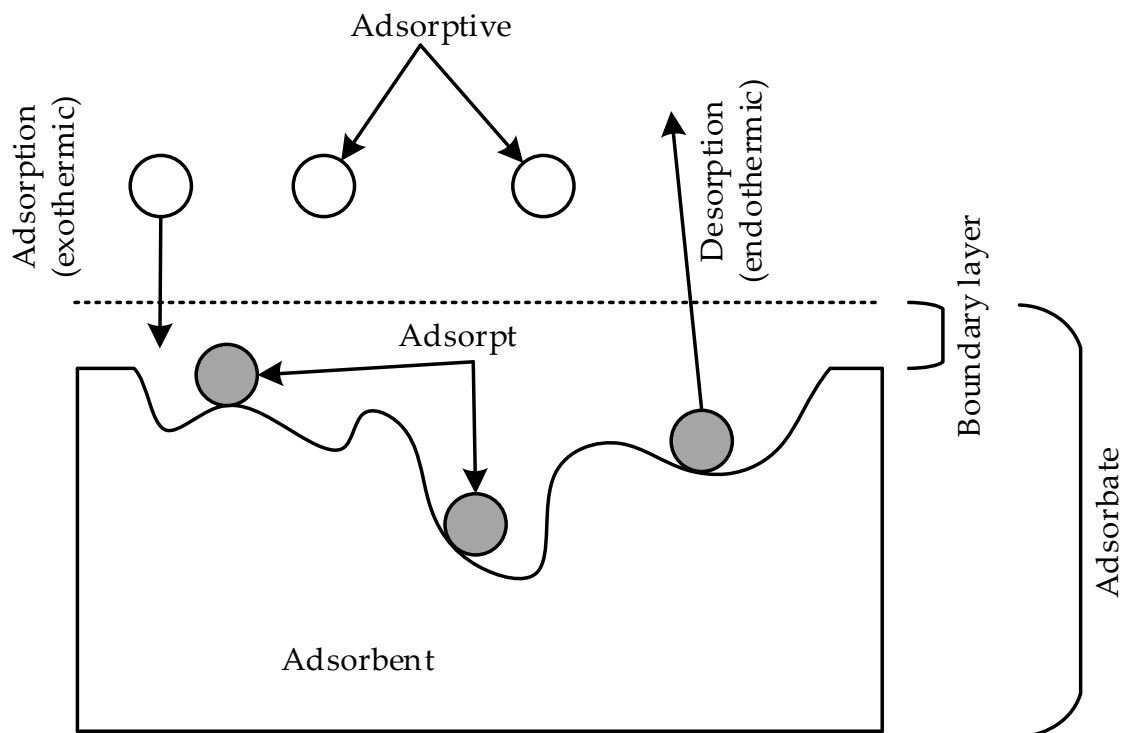 Adsorptive
Adsorption
(exothermic)
Desorption
(endothermic)
Boundary layer
Adsorpt
Adsorbate
Adsorbent